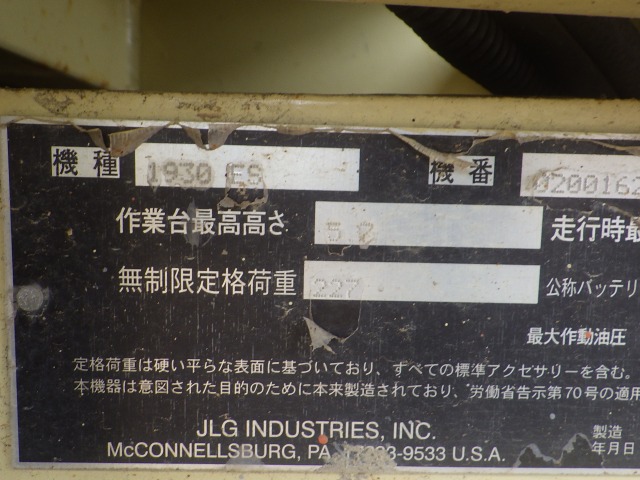 機種 1930 ES 機番 0200162
作業台最高高さ 5.8 走行時最
無制限定格荷重 227 公称バッテリ
最大作動油圧
定格荷重は硬い平らな表面に基づいており、すべての標準アクセサリーを含む。
本機器は意図された目的のために本来製造されており、労働省告示第70号の適用
JLG INDUSTRIES, INC. 製造
McCONNELLSBURG, PA 17233-9533 U.S.A. 年月日